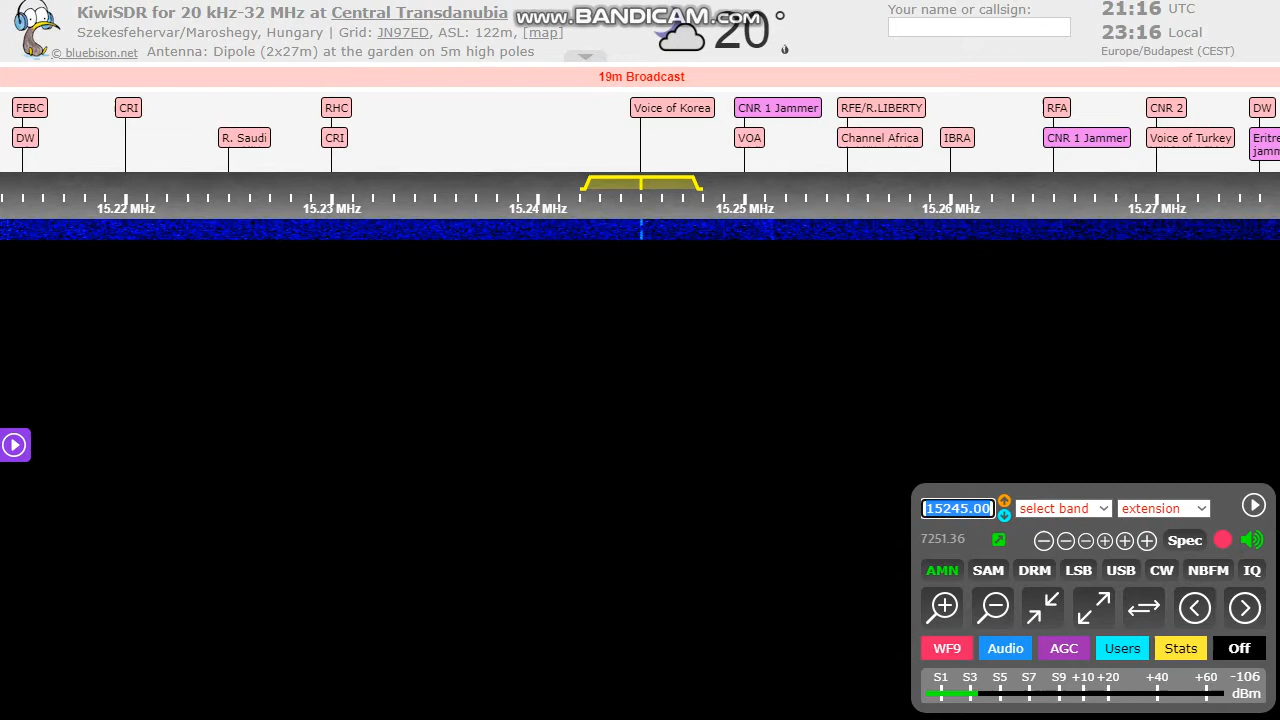 KiwiSDR for 20 kHz-32 MHz at Central Transdanubia
Szekesfehervar/Maroshegy, Hungary | Grid: JN97ED, ASL: 122m, [map]
© bluebison.net
Antenna: Dipole (2x27m) at the garden on 5m high poles
www.BANDICAM.com
20 °
Your name or callsign:
21:16 UTC
23:16 Local
Europe/Budapest (CEST)
19m Broadcast
FEBC CRI RHC Voice of Korea CNR 1 Jammer RFE/R.LIBERTY RFA CNR 2 DW
DW R. Saudi CRI VOA Channel Africa IBRA CNR 1 Jammer Voice of Turkey Eritre
jamm
15.22 MHz 15.23 MHz 15.24 MHz 15.25 MHz 15.26 MHz 15.27 MHz
15245.00 select band extension
7251.36 Spec
AMN SAM DRM LSB USB CW NBFM IQ
WF9 Audio AGC Users Stats Off
S1 S3 S5 S7 S9 +10 +20 +40 +60 -106
dBm